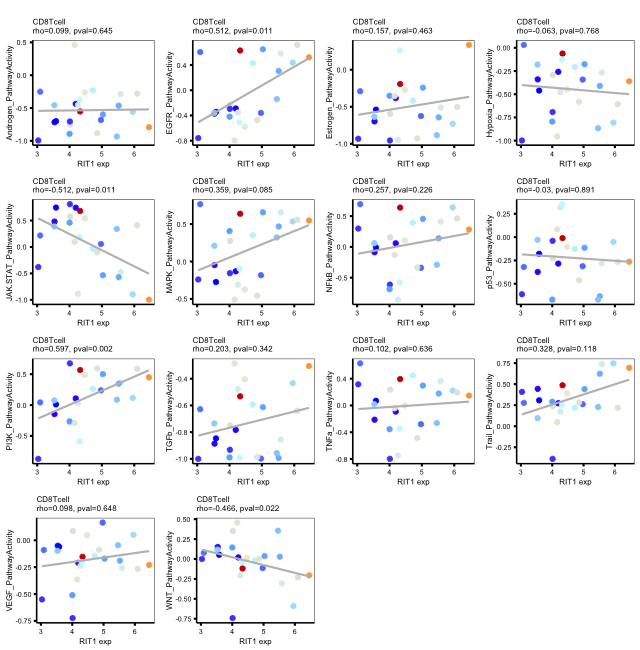 CD8Tcell
rho=0.099, pval=0.645
Androgen_PathwayActivity
0.5
0.0
-0.5
-1.0
3 4 5 6
RIT1 exp
CD8Tcell
rho=0.512, pval=0.011
EGFR_PathwayActivity
0.4
0.0
-0.4
-0.8
3 4 5 6
RIT1 exp
CD8Tcell
rho=0.157, pval=0.463
Estrogen_PathwayActivity
0.0
-0.5
-1.0
3 4 5 6
RIT1 exp
CD8Tcell
rho=-0.063, pval=0.768
Hypoxia_PathwayActivity
0.00
-0.25
-0.50
-0.75
-1.00
3 4 5 6
RIT1 exp
CD8Tcell
rho=-0.512, pval=0.011
JAK-STAT_PathwayActivity
0.5
0.0
-0.5
-1.0
3 4 5 6
RIT1 exp
CD8Tcell
rho=0.359, pval=0.085
MAPK_PathwayActivity
0.5
0.0
-0.5
3 4 5 6
RIT1 exp
CD8Tcell
rho=0.257, pval=0.226
NFkB_PathwayActivity
0.5
0.0
-0.5
3 4 5 6
RIT1 exp
CD8Tcell
rho=-0.03, pval=0.891
p53_PathwayActivity
0.25
0.00
-0.25
-0.50
3 4 5 6
RIT1 exp
CD8Tcell
rho=0.597, pval=0.002
PI3K_PathwayActivity
0.5
0.0
-0.5
3 4 5 6
RIT1 exp
CD8Tcell
rho=0.203, pval=0.342
TGFb_PathwayActivity
-0.4
-0.6
-0.8
-1.0
3 4 5 6
RIT1 exp
CD8Tcell
rho=0.102, pval=0.636
TNFa_PathwayActivity
0.4
0.0
-0.4
-0.8
3 4 5 6
RIT1 exp
CD8Tcell
rho=0.328, pval=0.118
Trail_PathwayActivity
0.75
0.50
0.25
0.00
-0.25
3 4 5 6
RIT1 exp
CD8Tcell
rho=0.098, pval=0.648
VEGF_PathwayActivity
0.00
-0.25
-0.50
-0.75
3 4 5 6
RIT1 exp
CD8Tcell
rho=-0.466, pval=0.022
WNT_PathwayActivity
0.50
0.25
0.00
-0.25
-0.50
-0.75
3 4 5 6
RIT1 exp